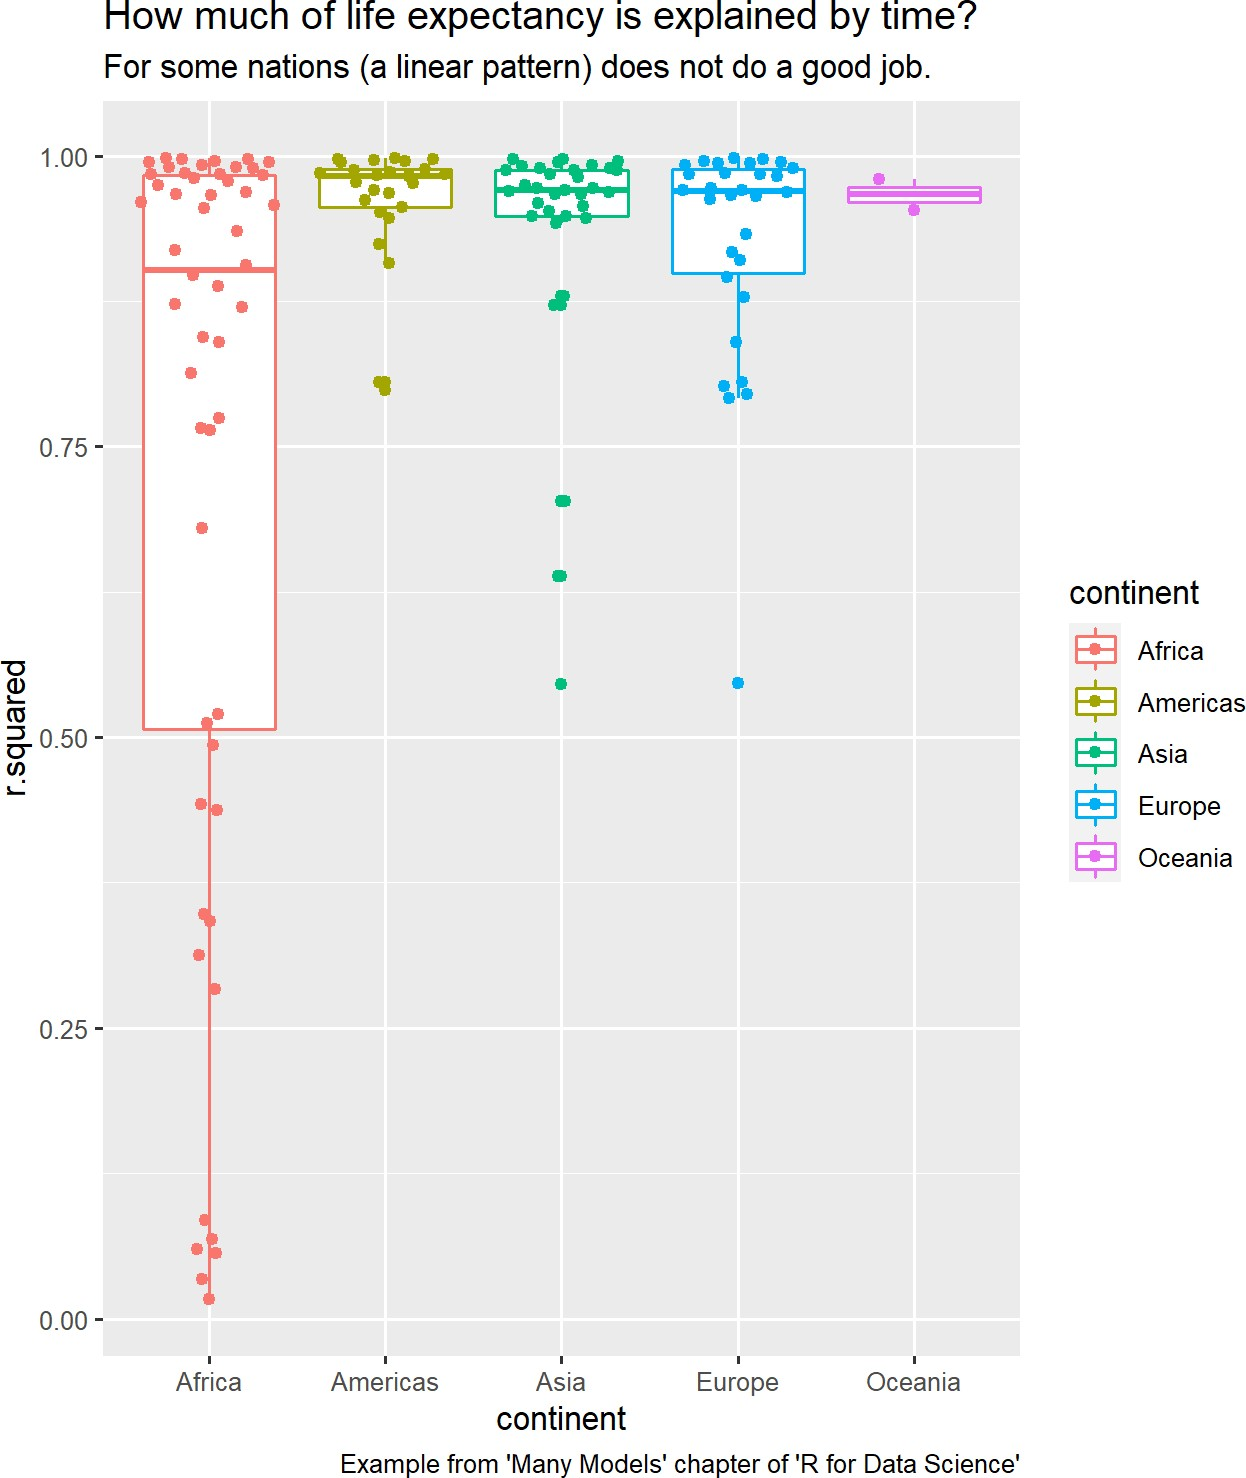 How much of life expectancy is explained by time?
For some nations (a linear pattern) does not do a good job.
1.00
0.75
0.50
0.25
0.00
r.squared
Africa
Americas
Asia
Europe
Oceania
continent
continent
Africa
Americas
Asia
Europe
Oceania
Example from 'Many Models' chapter of 'R for Data Science'